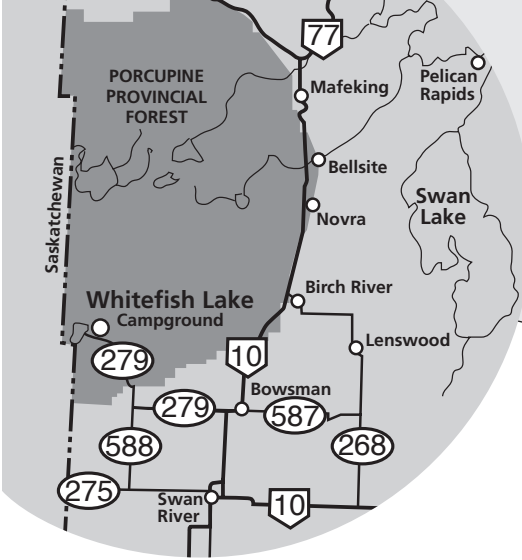 77
PORCUPINE
PROVINCIAL
FOREST
Mafeking
Pelican
Rapids
Bellsite
Saskatchewan
Swan
Lake
Novra
Whitefish Lake
Campground
Birch River
279
10
Lenswood
Bowsman
279
587
588
268
275
Swan
River
10